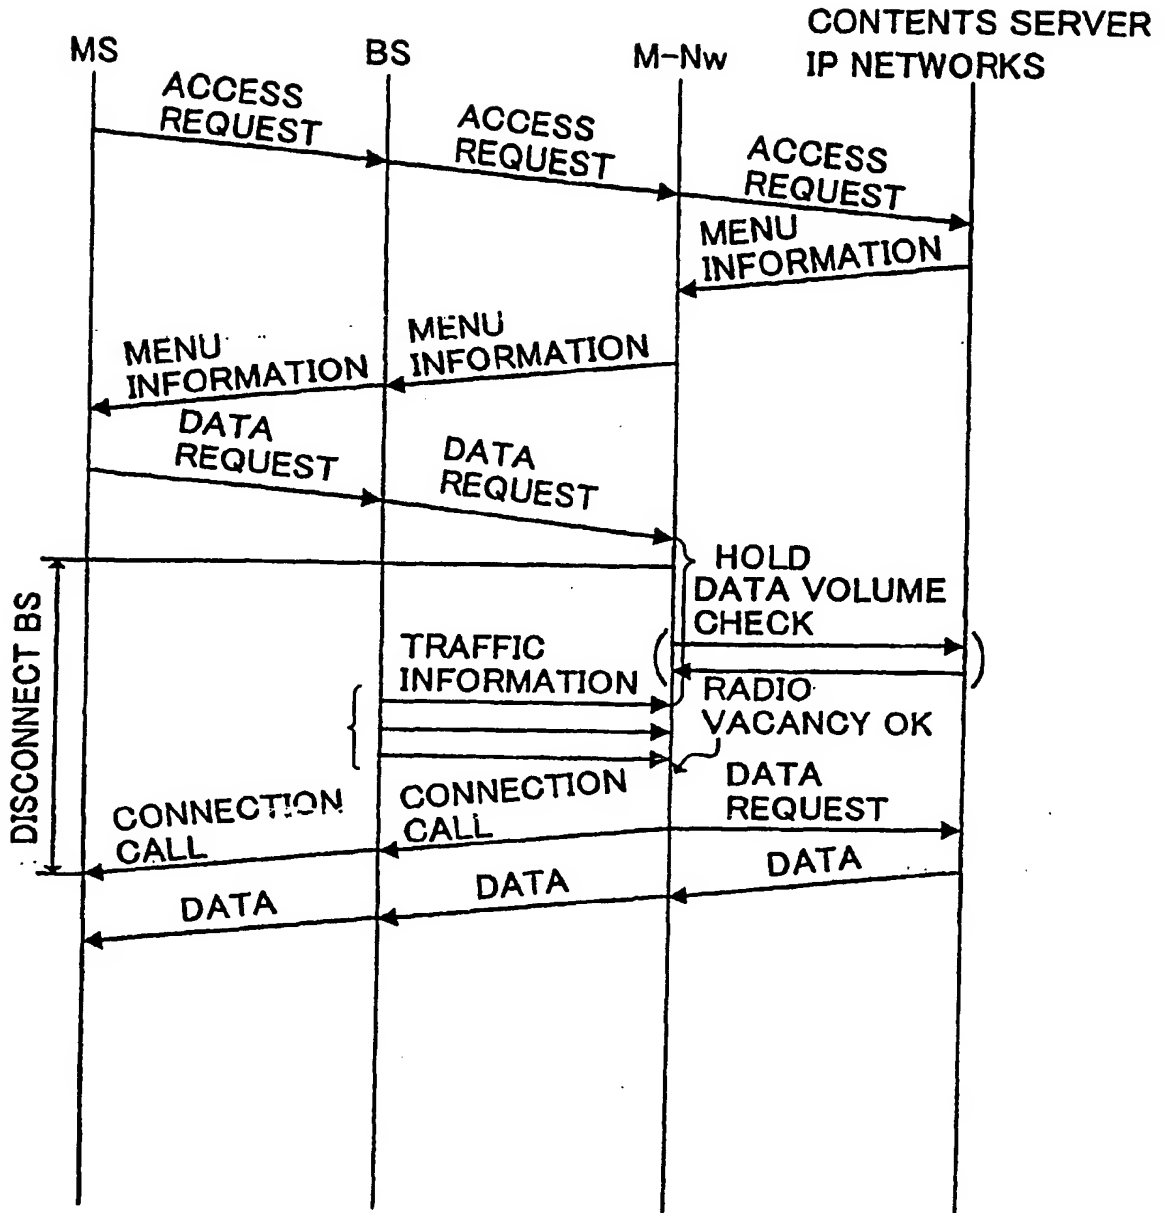 CONTENTS SERVER
IP NETWORKS
MS
BS
M-Nw
ACCESS
REQUEST
ACCESS
REQUEST
ACCESS
REQUEST
MENU
INFORMATION
MENU
INFORMATION
MENU
INFORMATION
DATA
REQUEST
DATA
REQUEST
HOLD
DATA VOLUME
CHECK
DISCONNECT BS
TRAFFIC
INFORMATION
RADIO
VACANCY OK
DATA
REQUEST
CONNECTION
CALL
CONNECTION
CALL
DATA
DATA
DATA